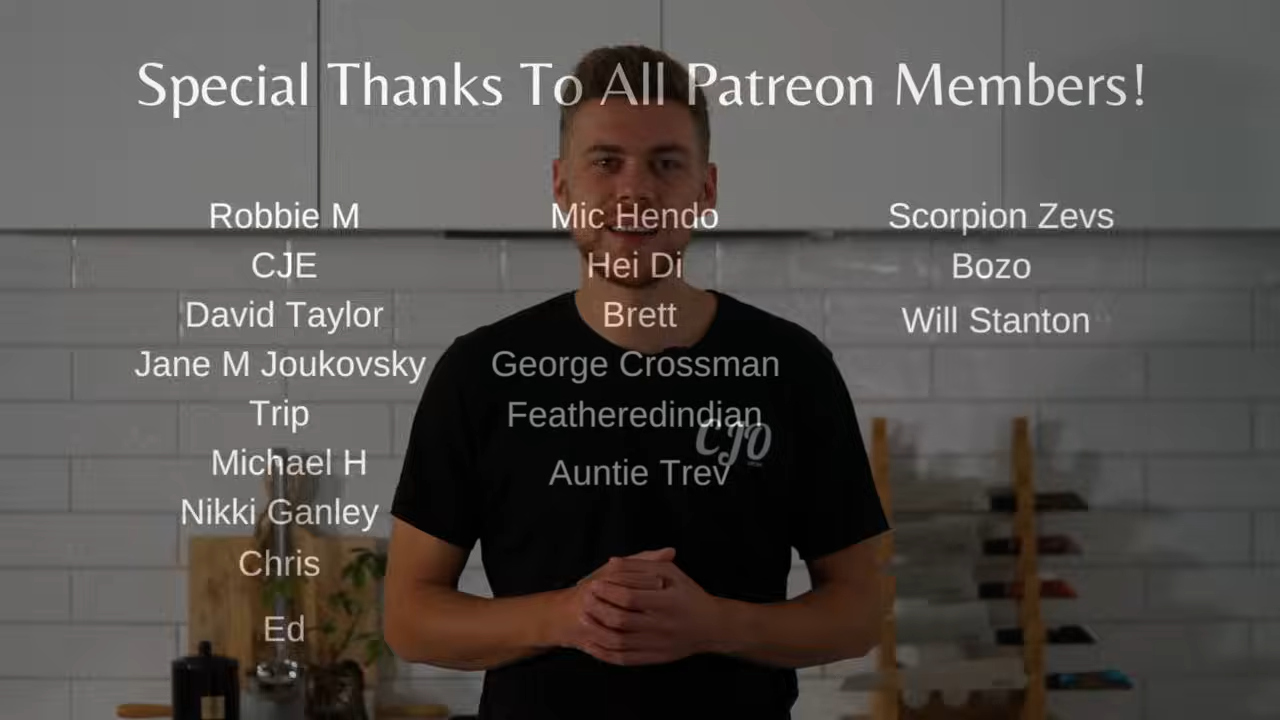 Special Thanks To All Patreon Members!
Robbie M
CJE
David Taylor
Jane M Joukovsky
Trip
Michael H
Nikki Ganley
Chris
Ed
Mic Hendo
Hei Di
Brett
George Crossman
Featheredindian
Auntie Trev
Scorpion Zevs
Bozo
Will Stanton
CJO